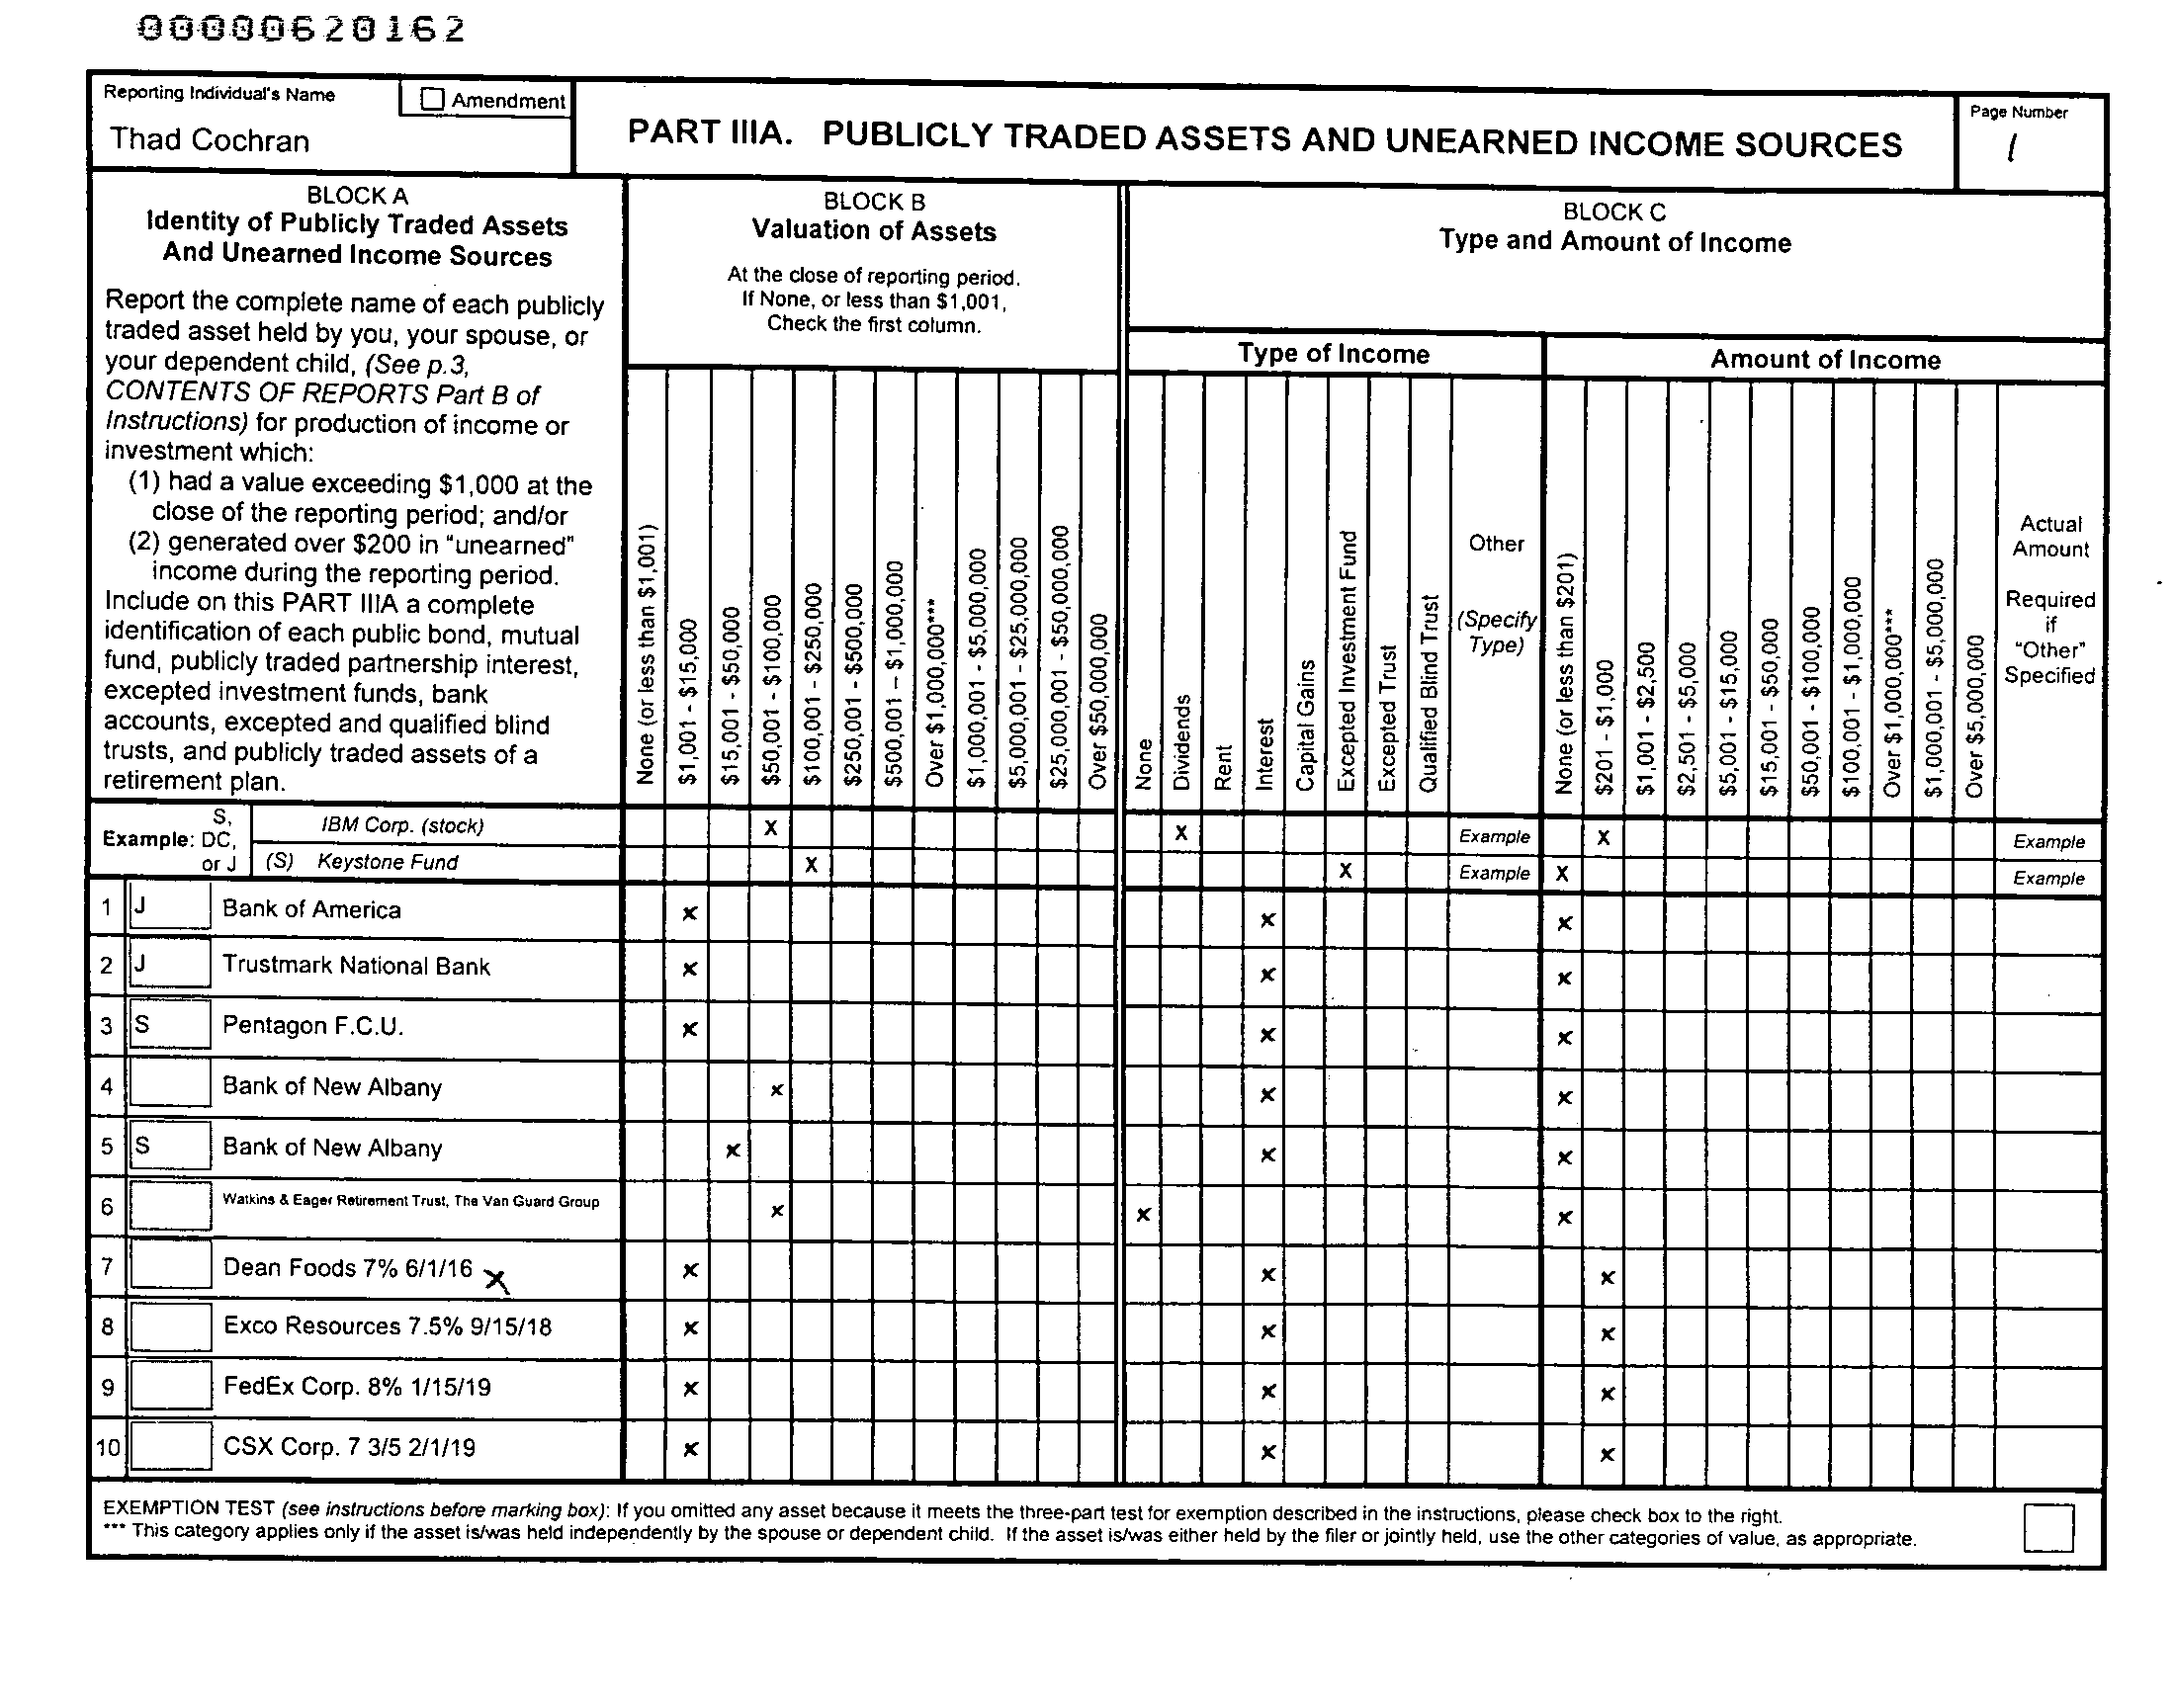 00000620162
Reporting Individual's Name
Amendment
Thad Cochran
PART IIIA. PUBLICLY TRADED ASSETS AND UNEARNED INCOME SOURCES
Page Number
1
BLOCK A
Identity of Publicly Traded Assets
And Unearned Income Sources
Report the complete name of each publicly
traded asset held by you, your spouse, or
your dependent child, (See p.3,
CONTENTS OF REPORTS Part B of
Instructions) for production of income or
investment which:
(1) had a value exceeding $1,000 at the
close of the reporting period; and/or
(2) generated over $200 in "unearned"
income during the reporting period.
Include on this PART IIIA a complete
identification of each public bond, mutual
fund, publicly traded partnership interest,
excepted investment funds, bank
accounts, excepted and qualified blind
trusts, and publicly traded assets of a
retirement plan.
BLOCK B
Valuation of Assets
At the close of reporting period.
If None, or less than $1,001,
Check the first column.
None (or less than $1,001)
$1,001 - $15,000
$15,001 - $50,000
$50,001 - $100,000
$100,001 - $250,000
$250,001 - $500,000
$500,001 – $1,000,000
Over $1,000,000***
$1,000,001 - $5,000,000
$5,000,001 - $25,000,000
$25,000,001 - $50,000,000
Over $50,000,000
BLOCK C
Type and Amount of Income
Type of Income
None
Dividends
Rent
Interest
Capital Gains
Excepted Investment Fund
Excepted Trust
Qualified Blind Trust
Other
(Specify
Type)
Amount of Income
None (or less than $201)
$201 - $1,000
$1,001 - $2,500
$2,501 - $5,000
$5,001 - $15,000
$15,001 - $50,000
$50,001 - $100,000
$100,001 - $1,000,000
Over $1,000,000***
$1,000,001 - $5,000,000
Over $5,000,000
Actual
Amount
Required
if
"Other"
Specified
Example: S, DC, or J
IBM Corp. (stock) X X Example X Example
(S) Keystone Fund X X Example X Example
1 J Bank of America x x x
2 J Trustmark National Bank x x x
3 S Pentagon F.C.U. x x x
4 Bank of New Albany x x x
5 S Bank of New Albany x x x
6 Watkins & Eager Retirement Trust, The Van Guard Group x x x
7 Dean Foods 7% 6/1/16 X x x x
8 Exco Resources 7.5% 9/15/18 x x x
9 FedEx Corp. 8% 1/15/19 x x x
10 CSX Corp. 7 3/5 2/1/19 x x x
EXEMPTION TEST (see instructions before marking box): If you omitted any asset because it meets the three-part test for exemption described in the instructions, please check box to the right.
*** This category applies only if the asset is/was held independently by the spouse or dependent child. If the asset is/was either held by the filer or jointly held, use the other categories of value, as appropriate.